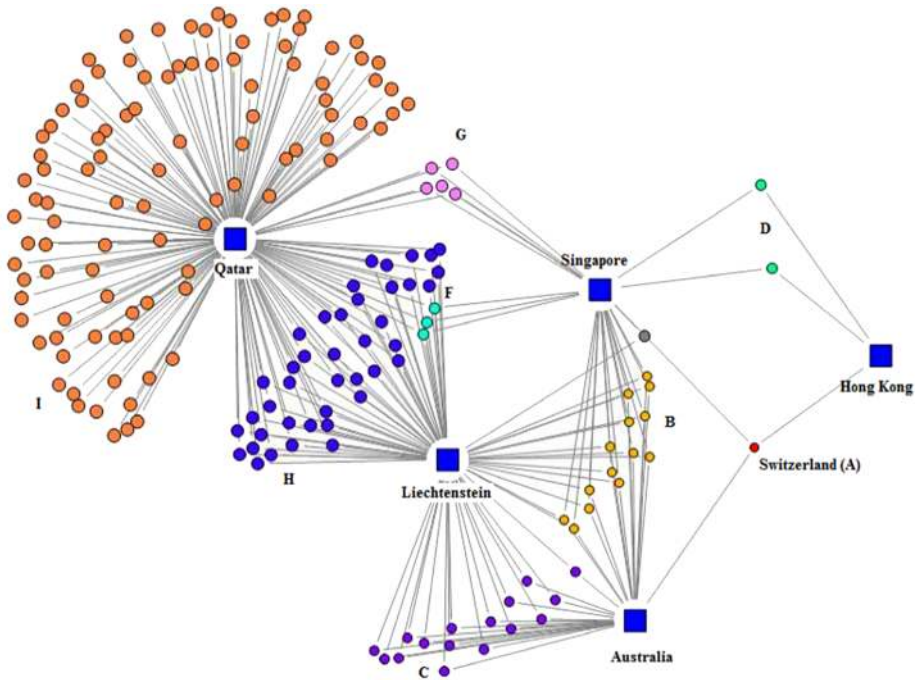 G
D
Singapore
Qatar
F
Hong Kong
I
B
Switzerland (A)
H
Liechtenstein
Australia
C